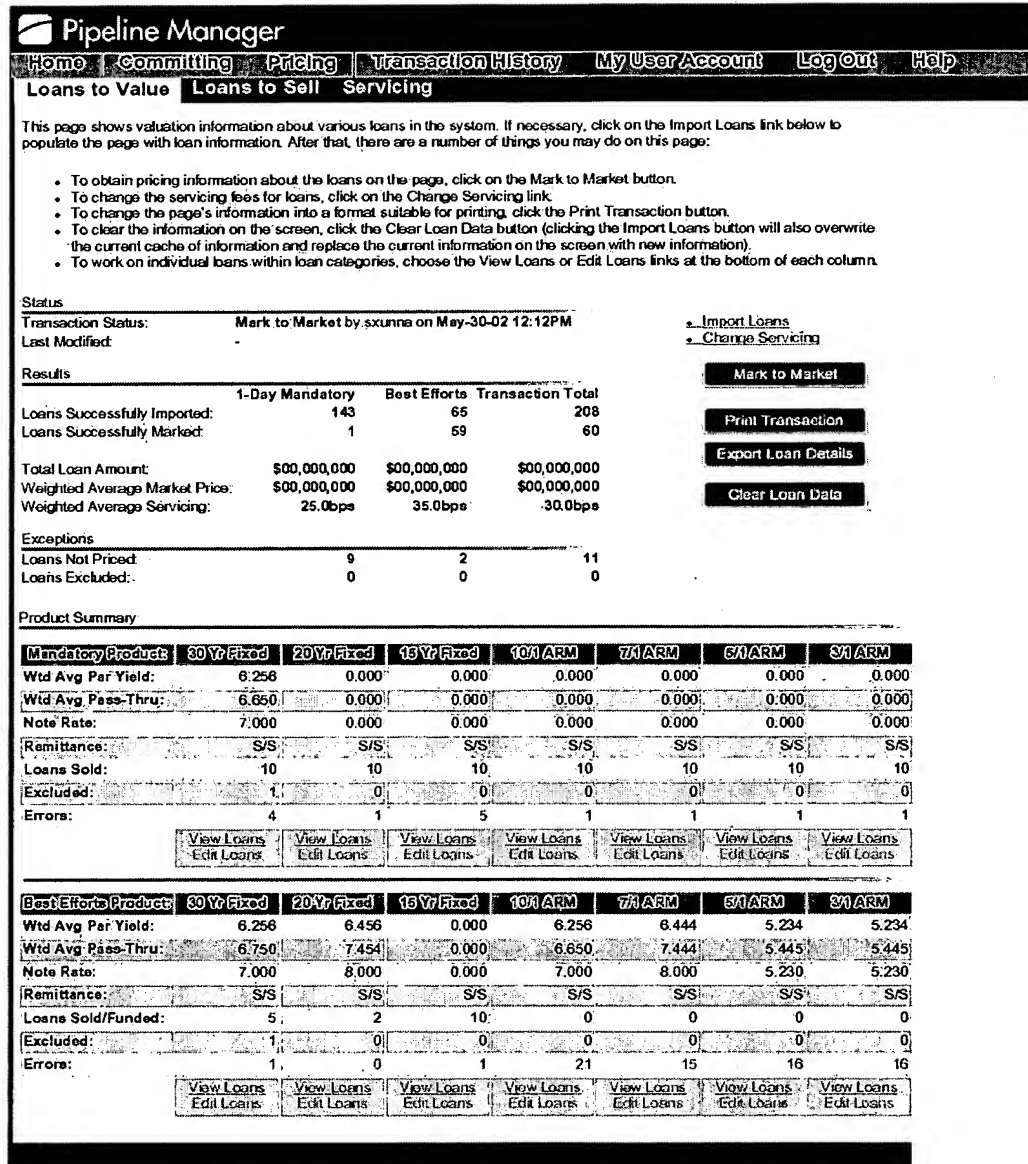 Pipeline Manager
Home Committing Pricing Transaction History My User Account Log Out Help
Loans to Value Loans to Sell Servicing
This page shows valuation information about various loans in the system. If necessary, click on the Import Loans link below to
populate the page with loan information. After that, there are a number of things you may do on this page:
• To obtain pricing information about the loans on the page, click on the Mark to Market button.
• To change the servicing fees for loans, click on the Change Servicing link.
• To change the page's information into a format suitable for printing, click the Print Transaction button.
• To clear the information on the screen, click the Clear Loan Data button (clicking the Import Loans button will also overwrite
the current cache of information and replace the current information on the screen with new information).
• To work on individual loans within loan categories, choose the View Loans or Edit Loans links at the bottom of each column.
Status
Transaction Status: Mark to Market by sxunna on May-30-02 12:12PM
Last Modified: -
• Import Loans
• Change Servicing
Results
Mark to Market
1-Day Mandatory Best Efforts Transaction Total
Loans Successfully Imported: 143 65 208
Loans Successfully Marked: 1 59 60
Print Transaction
Export Loan Details
Total Loan Amount: $00,000,000 $00,000,000 $00,000,000
Weighted Average Market Price: $00,000,000 $00,000,000 $00,000,000
Weighted Average Servicing: 25.0bps 35.0bps 30.0bps
Clear Loan Data
Exceptions
Loans Not Priced: 9 2 11
Loans Excluded: 0 0 0
Product Summary
Mandatory Product: 30 Yr Fixed 20 Yr Fixed 15 Yr Fixed 10/1 ARM 7/1 ARM 5/1 ARM 3/1 ARM
Wtd Avg Par Yield: 6.256 0.000 0.000 0.000 0.000 0.000 0.000
Wtd Avg Pass-Thru: 6.650 0.000 0.000 0.000 0.000 0.000 0.000
Note Rate: 7.000 0.000 0.000 0.000 0.000 0.000 0.000
Remittance: S/S S/S S/S S/S S/S S/S S/S
Loans Sold: 10 10 10 10 10 10 10
Excluded: 1 0 0 0 0 0 0
Errors: 4 1 5 1 1 1 1
View Loans View Loans View Loans View Loans View Loans View Loans View Loans
Edit Loans Edit Loans Edit Loans Edit Loans Edit Loans Edit Loans Edit Loans
Best Efforts Product: 30 Yr Fixed 20 Yr Fixed 15 Yr Fixed 10/1 ARM 7/1 ARM 5/1 ARM 3/1 ARM
Wtd Avg Par Yield: 6.256 6.456 0.000 6.256 6.444 5.234 5.234
Wtd Avg Pass-Thru: 6.750 7.454 0.000 6.650 7.444 5.445 5.445
Note Rate: 7.000 8.000 0.000 7.000 8.000 5.230 5.230
Remittance: S/S S/S S/S S/S S/S S/S S/S
Loans Sold/Funded: 5 2 10 0 0 0 0
Excluded: 1 0 0 0 0 0 0
Errors: 1 0 1 21 15 16 16
View Loans View Loans View Loans View Loans View Loans View Loans View Loans
Edit Loans Edit Loans Edit Loans Edit Loans Edit Loans Edit Loans Edit Loans